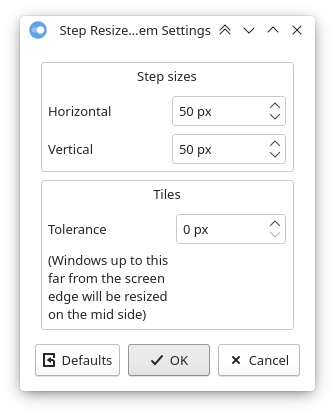 Step Resize...em Settings
Step sizes
Horizontal 50 px
Vertical 50 px
Tiles
Tolerance 0 px
(Windows up to this
far from the screen
edge will be resized
on the mid side)
Defaults OK Cancel